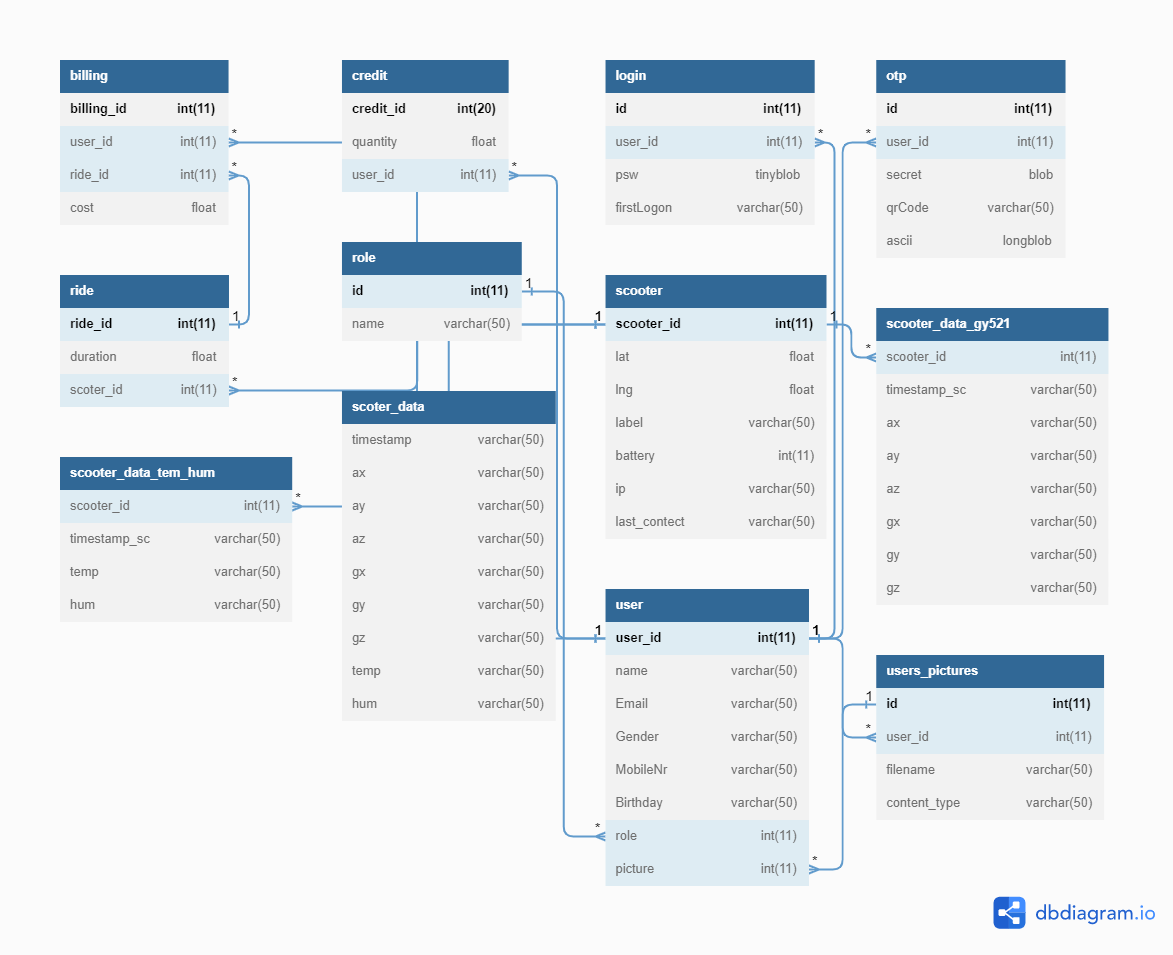 billing
billing_id int(11)
user_id int(11)
ride_id int(11)
cost float
credit
credit_id int(20)
quantity float
user_id int(11)
login
id int(11)
user_id int(11)
psw tinyblob
firstLogon varchar(50)
otp
id int(11)
user_id int(11)
secret blob
qrCode varchar(50)
ascii longblob
ride
ride_id int(11)
duration float
scoter_id int(11)
role
id int(11)
name varchar(50)
scooter
scooter_id int(11)
lat float
lng float
label varchar(50)
battery int(11)
ip varchar(50)
last_contect varchar(50)
scooter_data_gy521
scooter_id int(11)
timestamp_sc varchar(50)
ax varchar(50)
ay varchar(50)
az varchar(50)
gx varchar(50)
gy varchar(50)
gz varchar(50)
scooter_data_tem_hum
scooter_id int(11)
timestamp_sc varchar(50)
temp varchar(50)
hum varchar(50)
scoter_data
timestamp varchar(50)
ax varchar(50)
ay varchar(50)
az varchar(50)
gx varchar(50)
gy varchar(50)
gz varchar(50)
temp varchar(50)
hum varchar(50)
user
user_id int(11)
name varchar(50)
Email varchar(50)
Gender varchar(50)
MobileNr varchar(50)
Birthday varchar(50)
role int(11)
picture int(11)
users_pictures
id int(11)
user_id int(11)
filename varchar(50)
content_type varchar(50)
* * * * * 1 1 1 1 * * * 1 1 1 * * *
dbdiagram.io